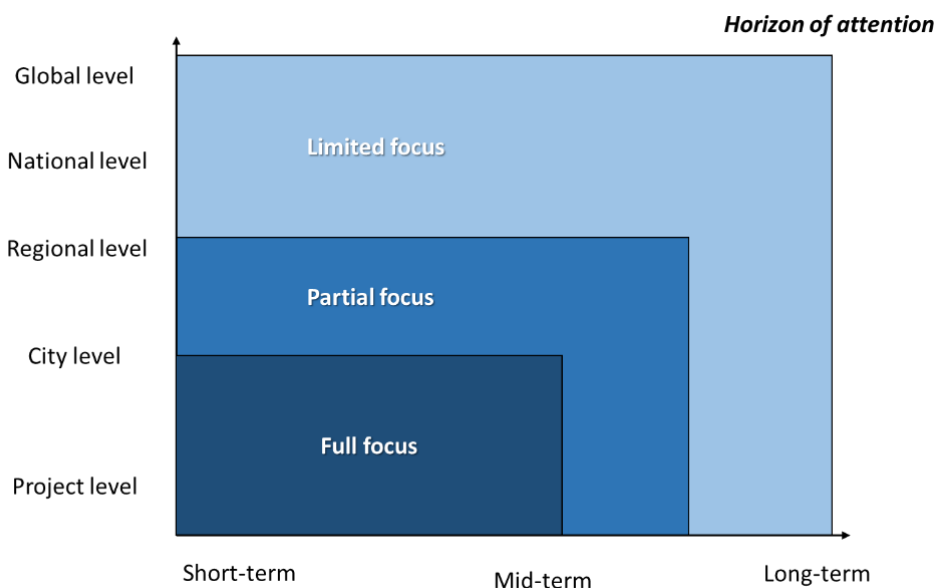 Horizon of attention
Global level
Limited focus
National level
Regional level
Partial focus
City level
Full focus
Project level
Short-term
Mid-term
Long-term